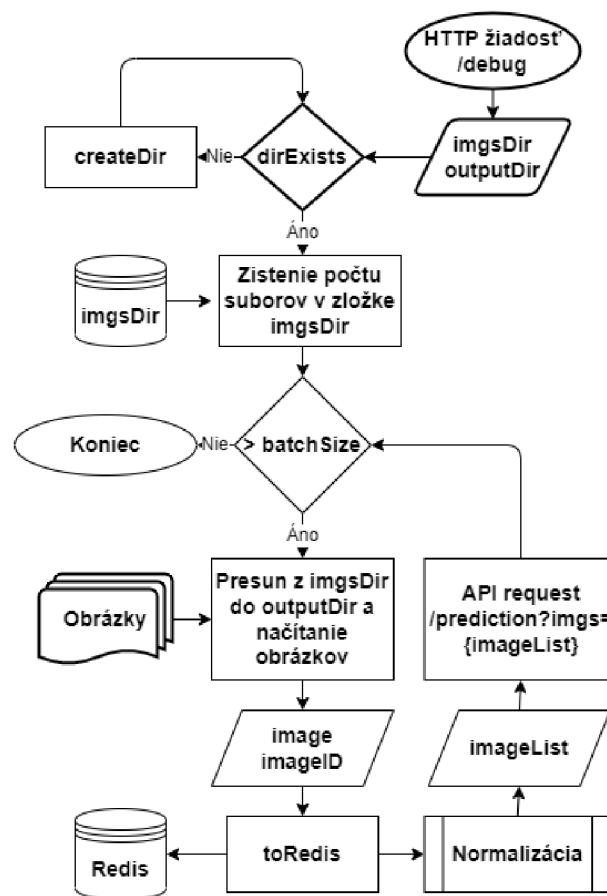 HTTP žiadosť
/debug
imgsDir
outputDir
createDir
Nie
dirExists
Áno
imgsDir
Zistenie počtu
suborov v zložke
imgsDir
Koniec
Nie
> batchSize
Áno
Obrázky
Presun z imgsDir
do outputDir a
načítanie
obrázkov
API request
/prediction?imgs=
{imageList}
image
imageID
imageList
Redis
toRedis
Normalizácia